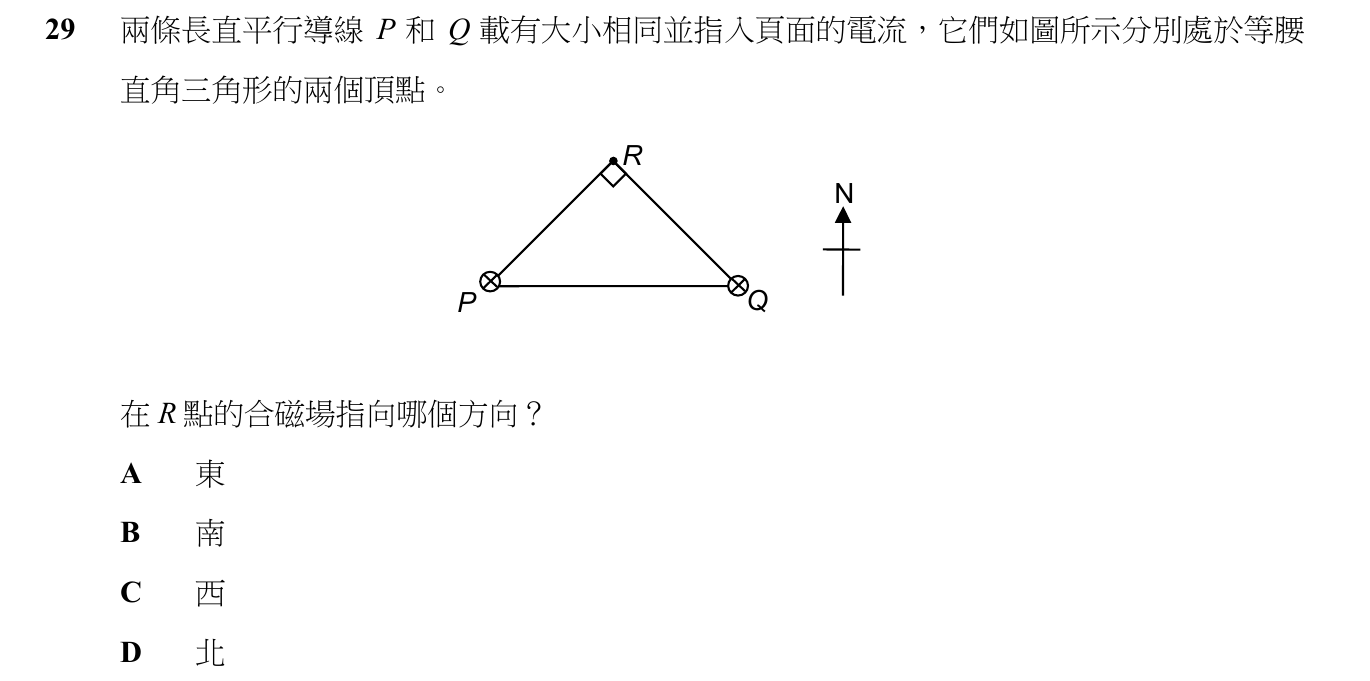 29 兩條長直平行導線 P 和 Q 載有大小相同並指入頁面的電流，它們如圖所示分別處於等腰
直角三角形的兩個頂點。
R
N
P
Q
在 R 點的合磁場指向哪個方向？
A 東
B 南
C 西
D 北